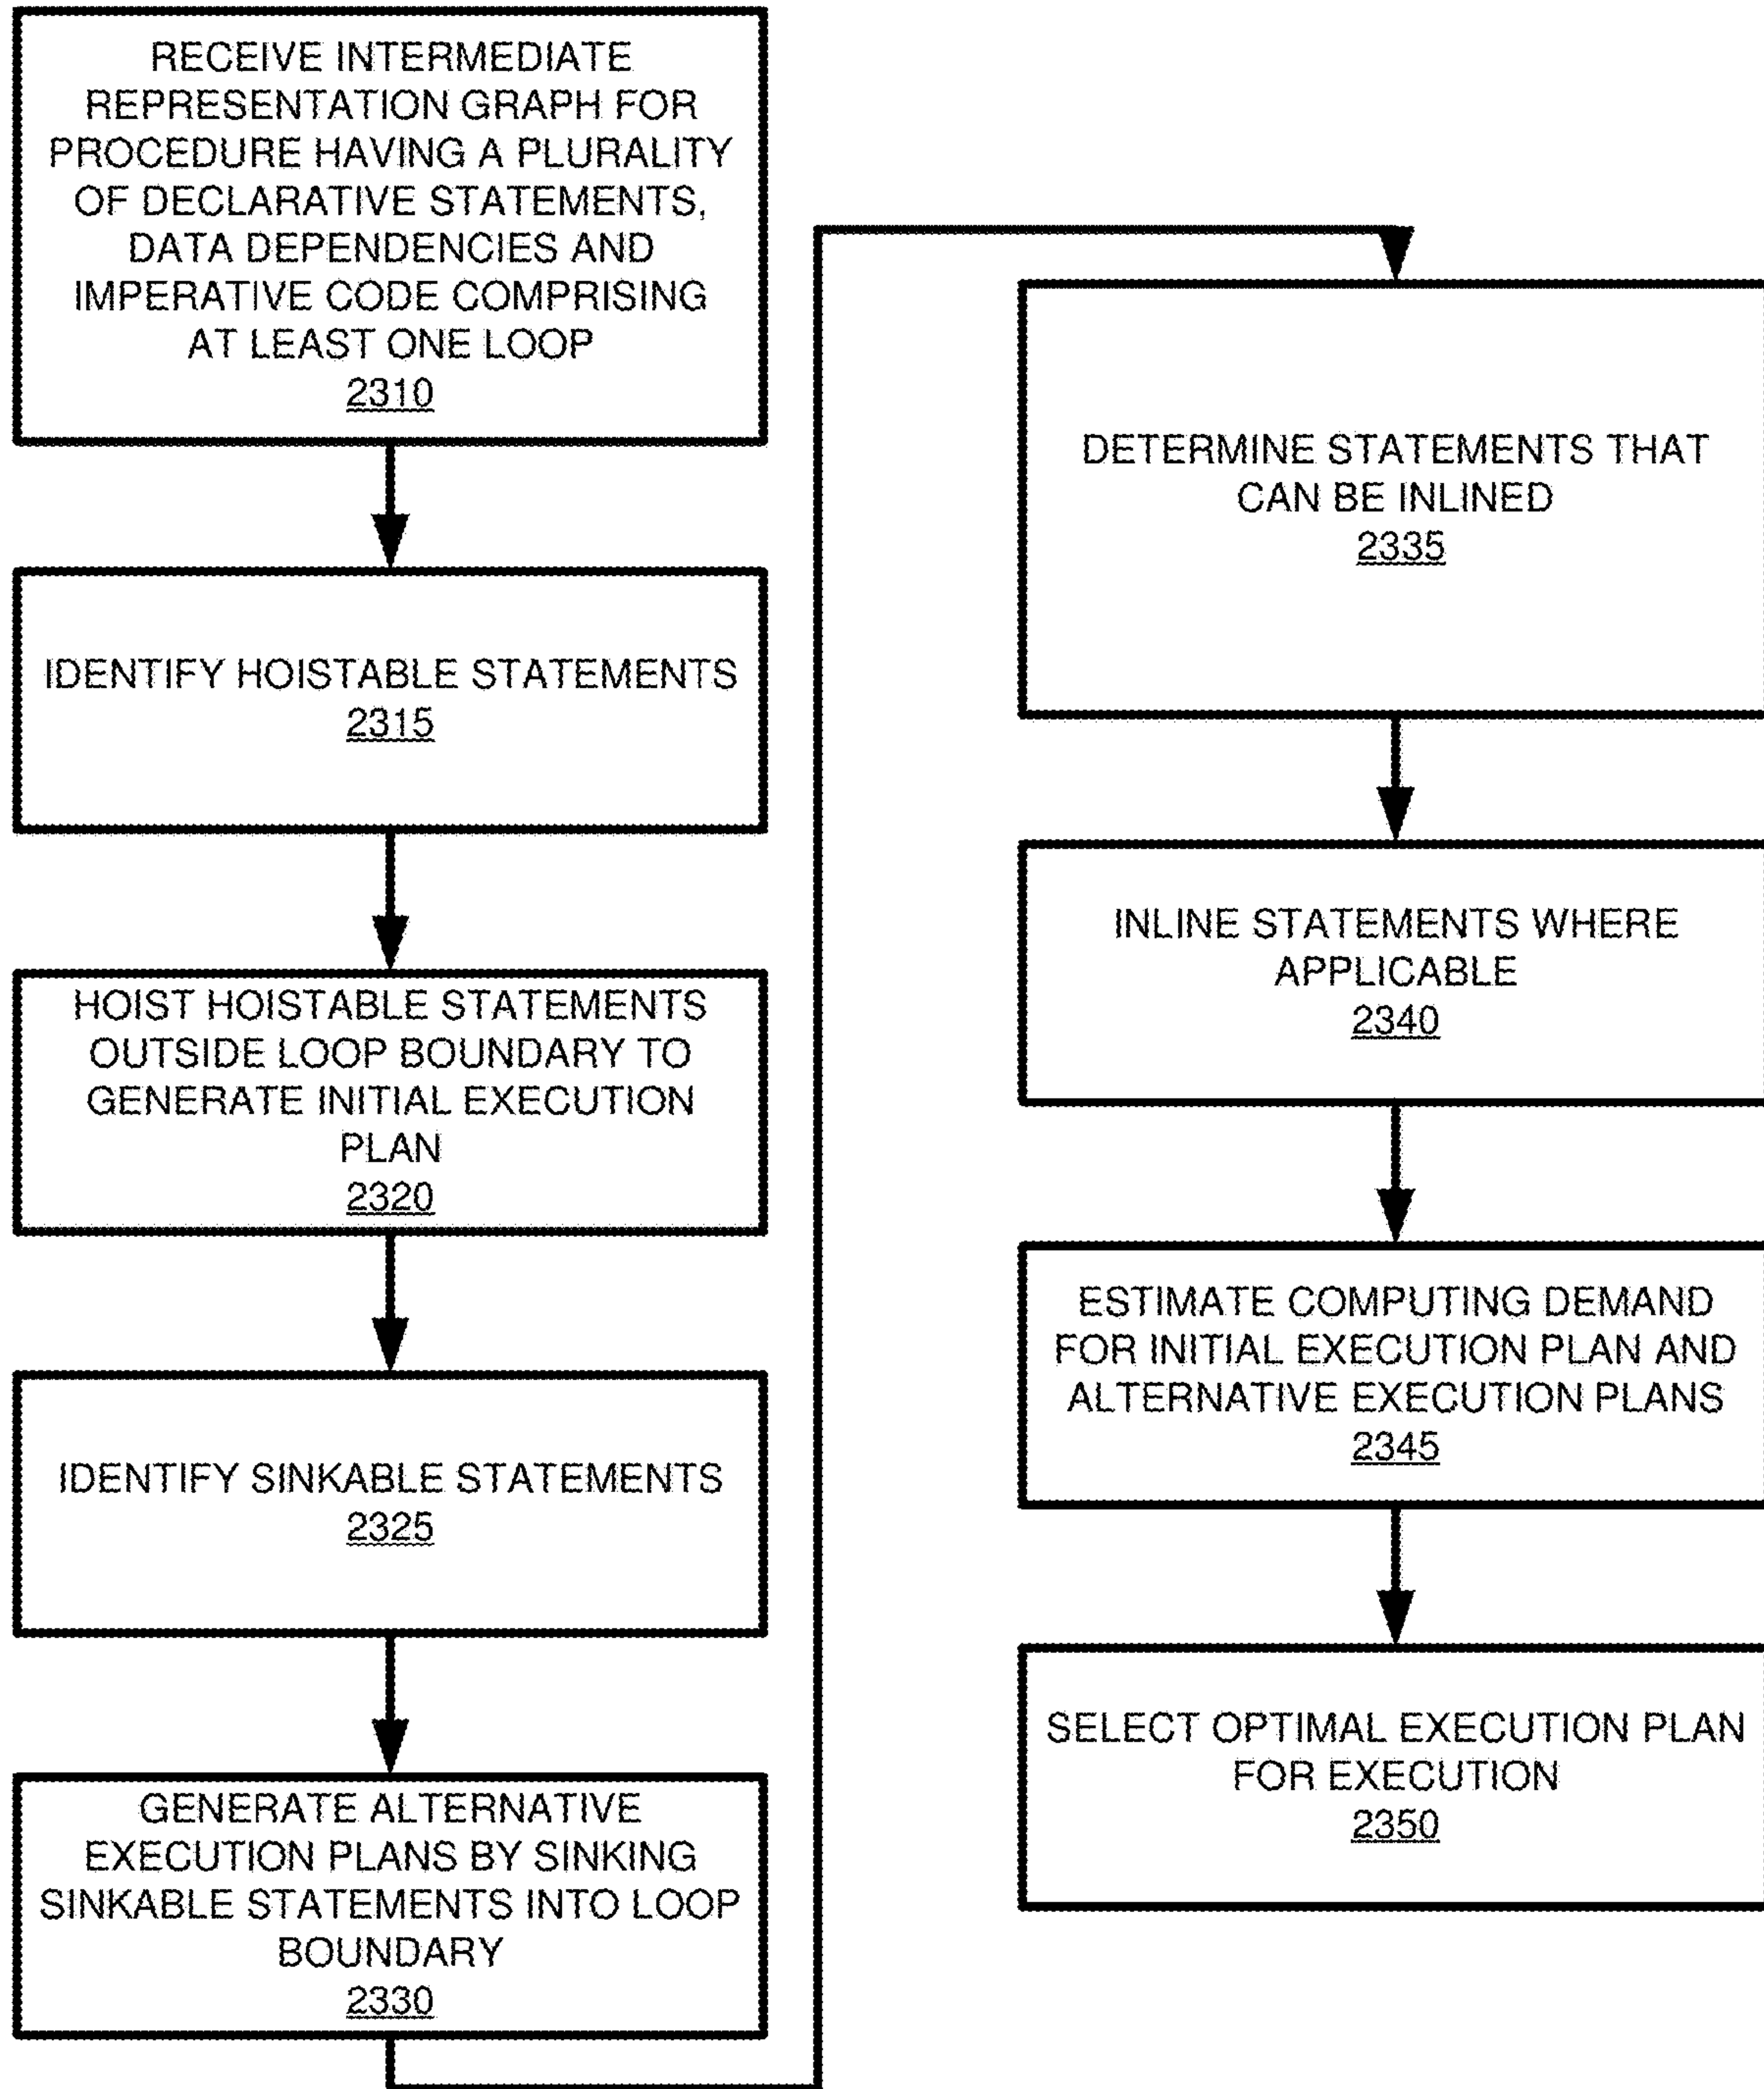 RECEIVE INTERMEDIATE
REPRESENTATION GRAPH FOR
PROCEDURE HAVING A PLURALITY
OF DECLARATIVE STATEMENTS,
DATA DEPENDENCIES AND
IMPERATIVE CODE COMPRISING
AT LEAST ONE LOOP
2310
IDENTIFY HOISTABLE STATEMENTS
2315
HOIST HOISTABLE STATEMENTS
OUTSIDE LOOP BOUNDARY TO
GENERATE INITIAL EXECUTION
PLAN
2320
IDENTIFY SINKABLE STATEMENTS
2325
GENERATE ALTERNATIVE
EXECUTION PLANS BY SINKING
SINKABLE STATEMENTS INTO LOOP
BOUNDARY
2330
DETERMINE STATEMENTS THAT
CAN BE INLINED
2335
INLINE STATEMENTS WHERE
APPLICABLE
2340
ESTIMATE COMPUTING DEMAND
FOR INITIAL EXECUTION PLAN AND
ALTERNATIVE EXECUTION PLANS
2345
SELECT OPTIMAL EXECUTION PLAN
FOR EXECUTION
2350